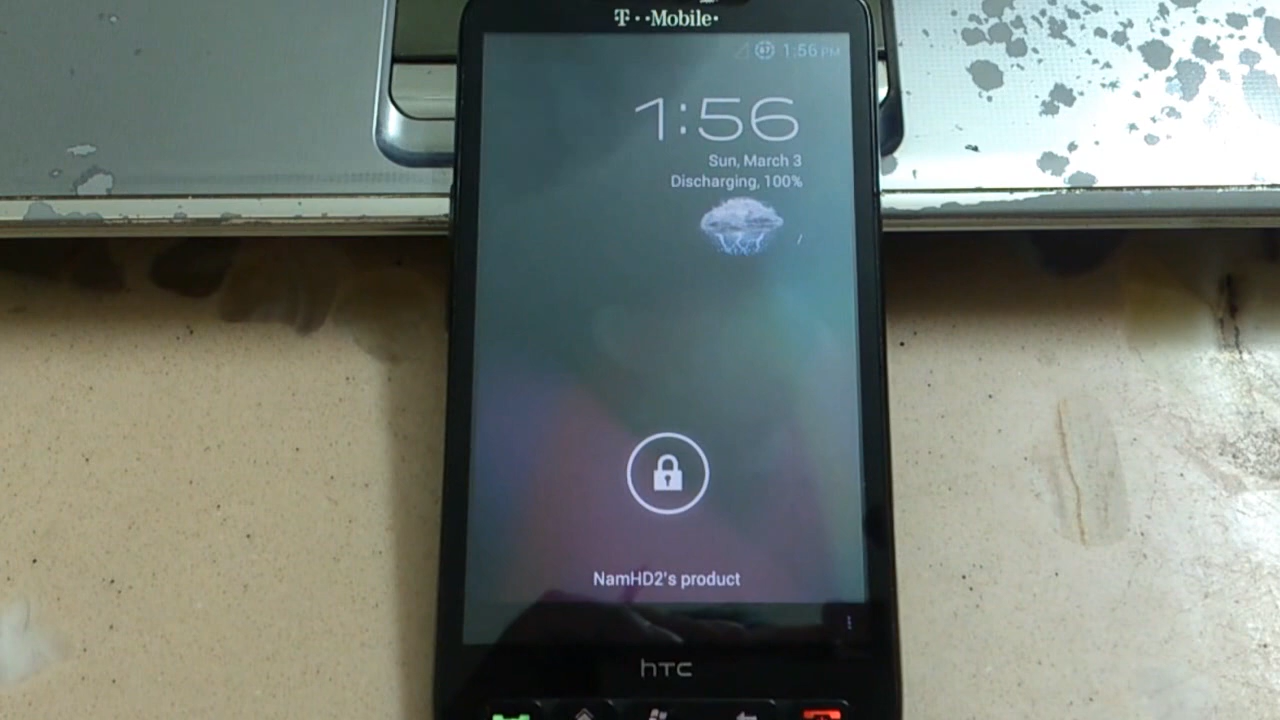 T··Mobile·
1:56 PM
1:56
Sun, March 3
Discharging, 100%
NamHD2's product
hTC